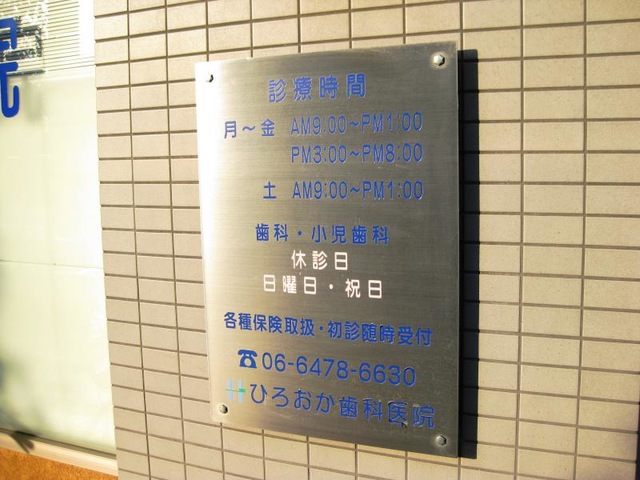 院
診療時間
月～金 AM9:00～PM1:00
PM3:00～PM8:00
土 AM9:00～PM1:00
歯科・小児歯科
休診日
日曜日・祝日
各種保険取扱・初診随時受付
☎06-6478-6630
ひろおか歯科医院